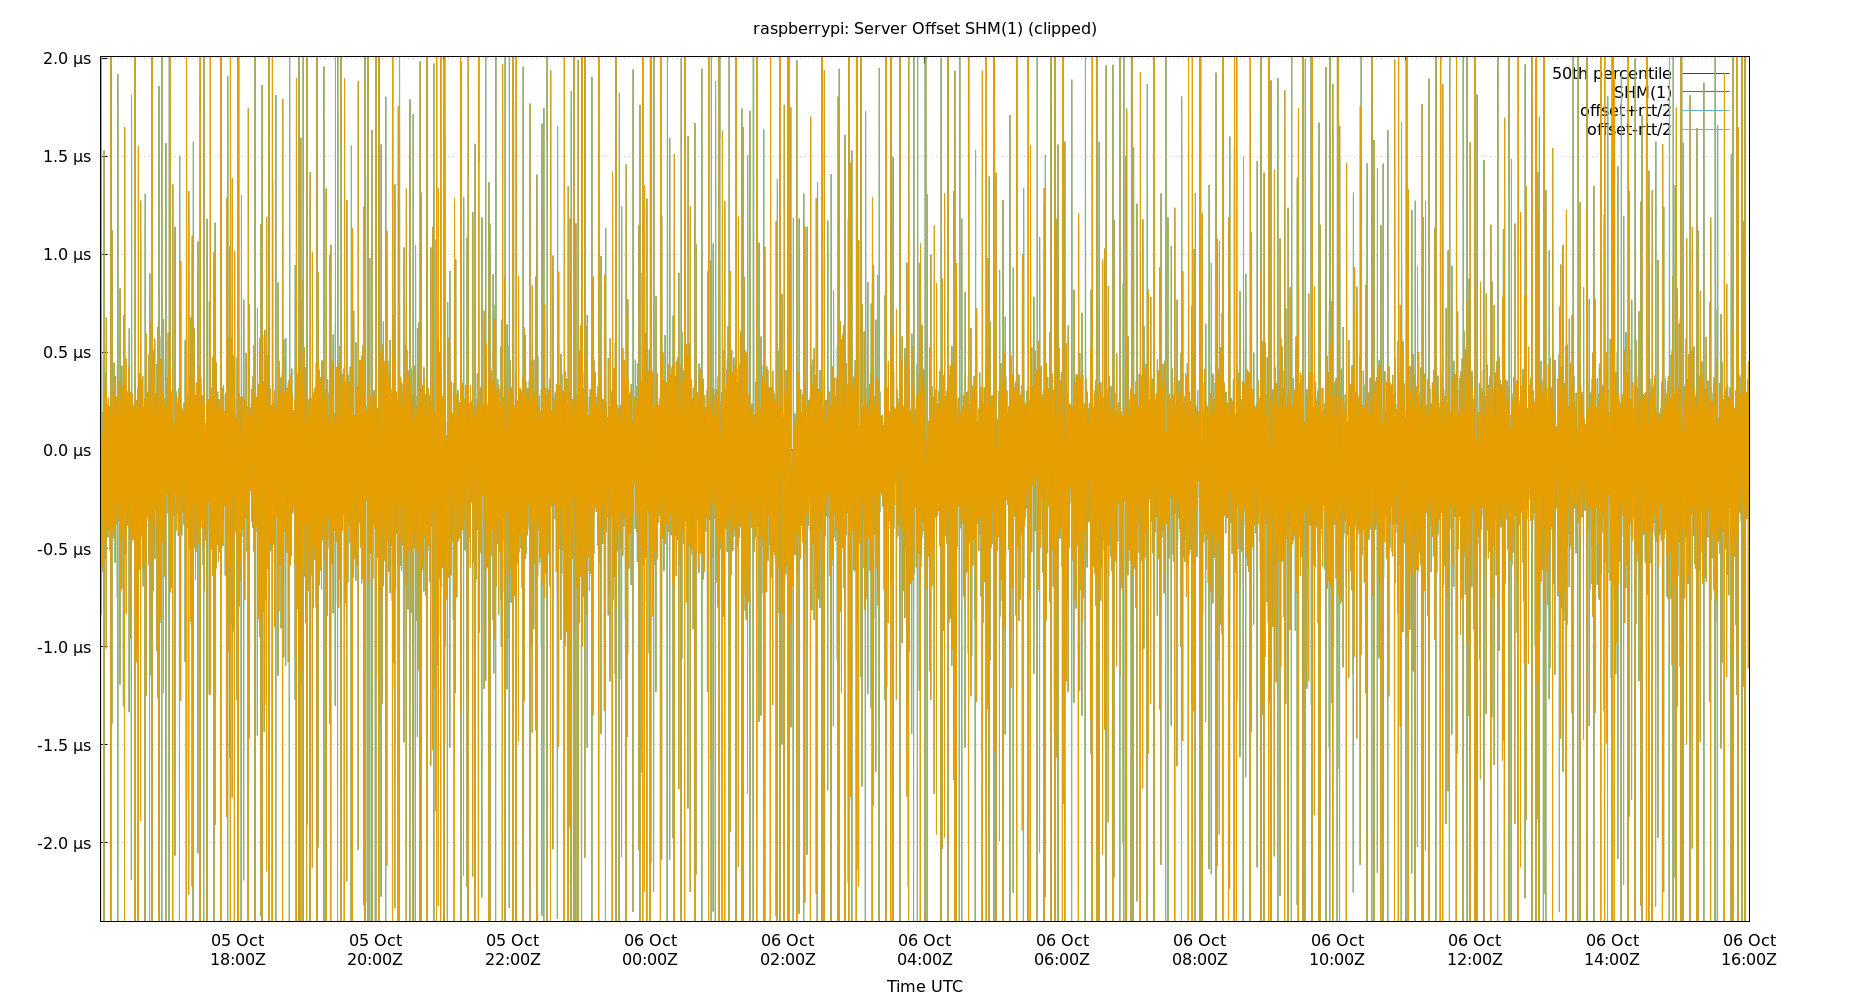 raspberrypi: Server Offset SHM(1) (clipped)
2.0 µs
1.5 µs
1.0 µs
0.5 µs
0.0 µs
-0.5 µs
-1.0 µs
-1.5 µs
-2.0 µs
50th percentile
SHM(1)
offset+rtt/2
offset-rtt/2
05 Oct 05 Oct 05 Oct 06 Oct 06 Oct 06 Oct 06 Oct 06 Oct 06 Oct 06 Oct 06 Oct 06 Oct
18:00Z 20:00Z 22:00Z 00:00Z 02:00Z 04:00Z 06:00Z 08:00Z 10:00Z 12:00Z 14:00Z 16:00Z
Time UTC